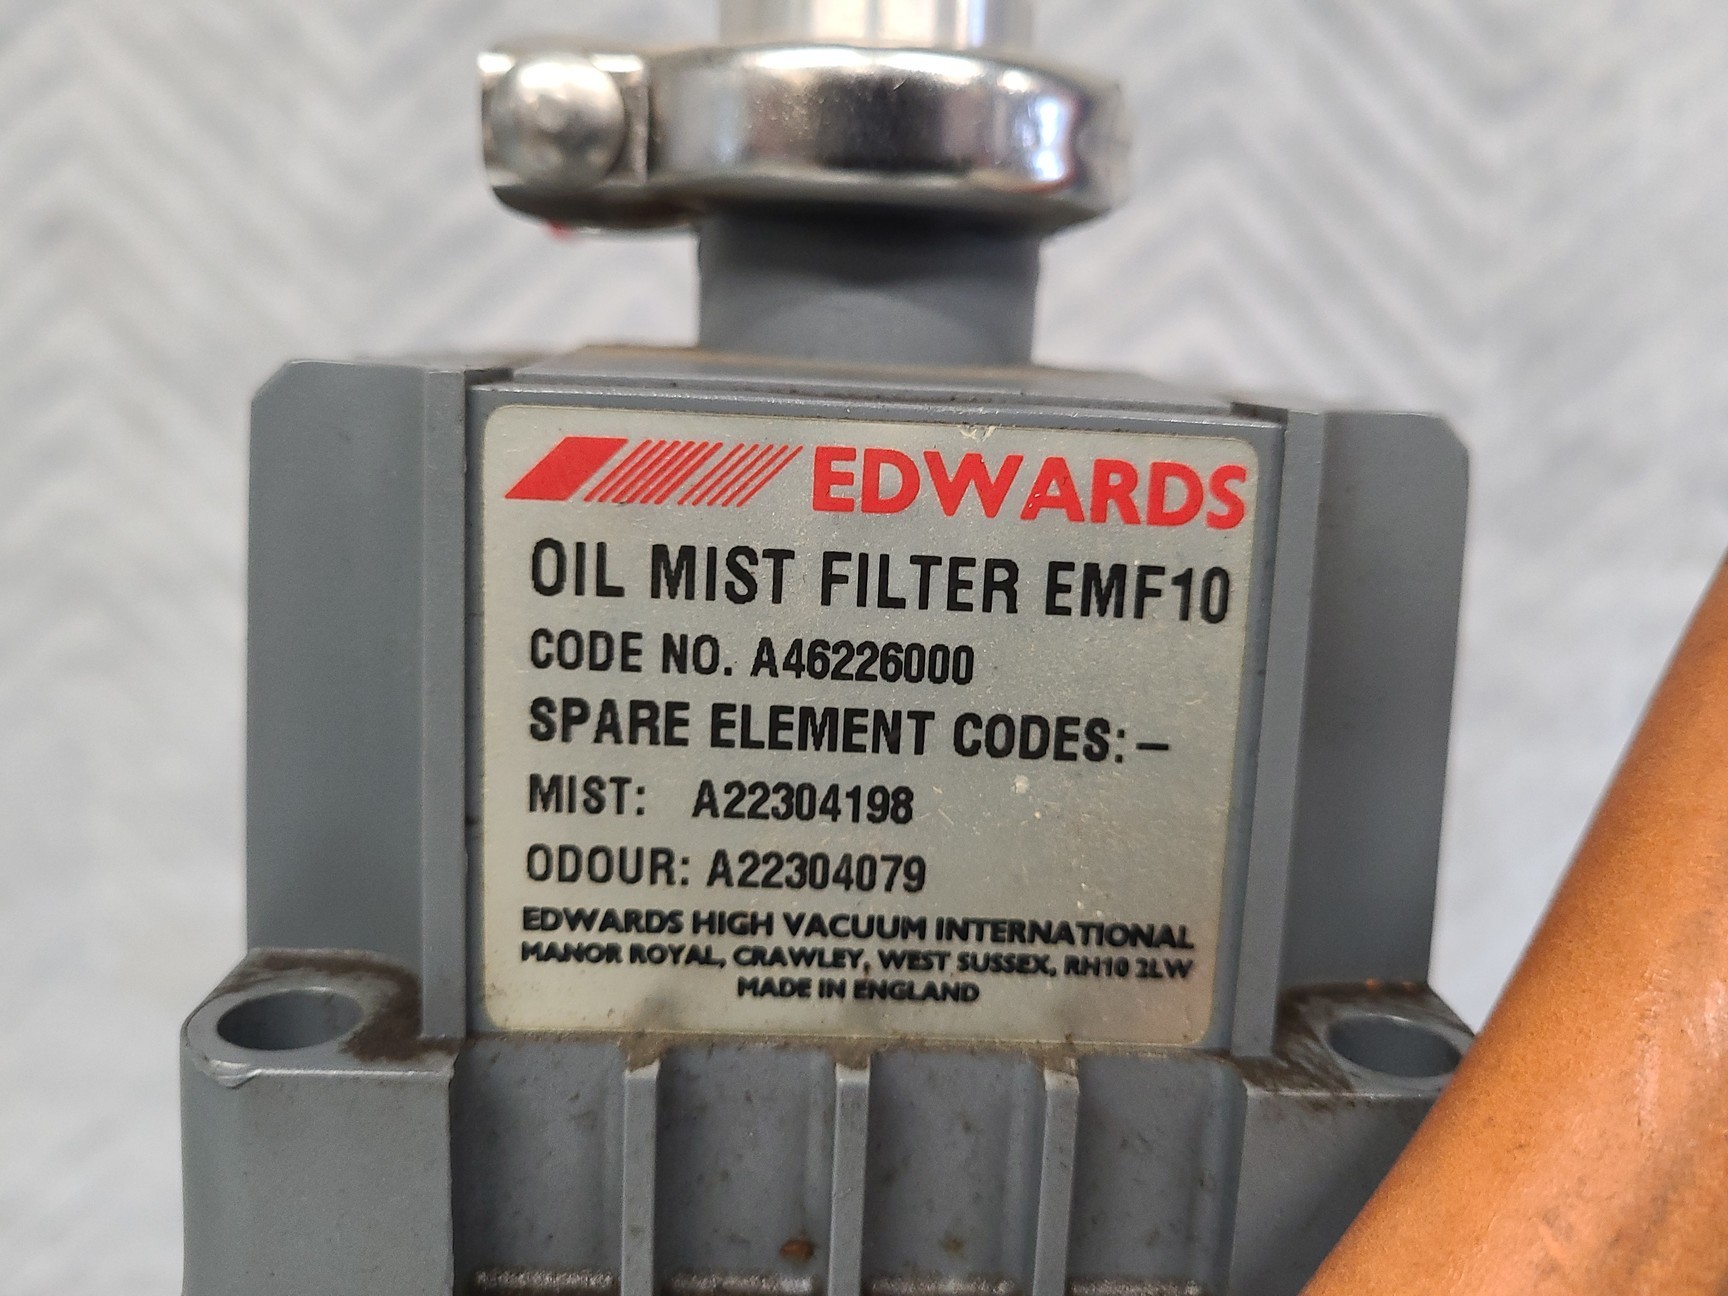 EDWARDS
OIL MIST FILTER EMF10
CODE NO. A46226000
SPARE ELEMENT CODES:–
MIST: A22304198
ODOUR: A22304079
EDWARDS HIGH VACUUM INTERNATIONAL
MANOR ROYAL, CRAWLEY, WEST SUSSEX, RH10 2LW
MADE IN ENGLAND